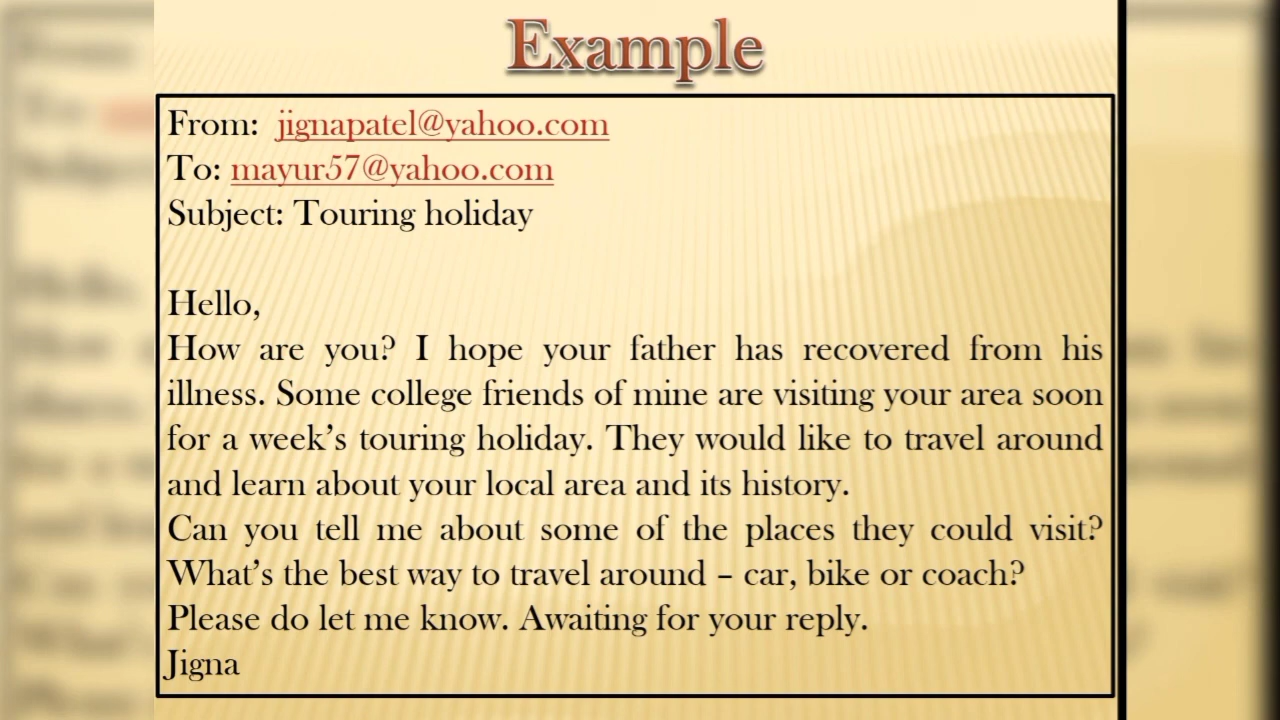 Example
From: jignapatel@yahoo.com
To: mayur57@yahoo.com
Subject: Touring holiday
Hello,
How are you? I hope your father has recovered from his
illness. Some college friends of mine are visiting your area soon
for a week's touring holiday. They would like to travel around
and learn about your local area and its history.
Can you tell me about some of the places they could visit?
What's the best way to travel around – car, bike or coach?
Please do let me know. Awaiting for your reply.
Jigna